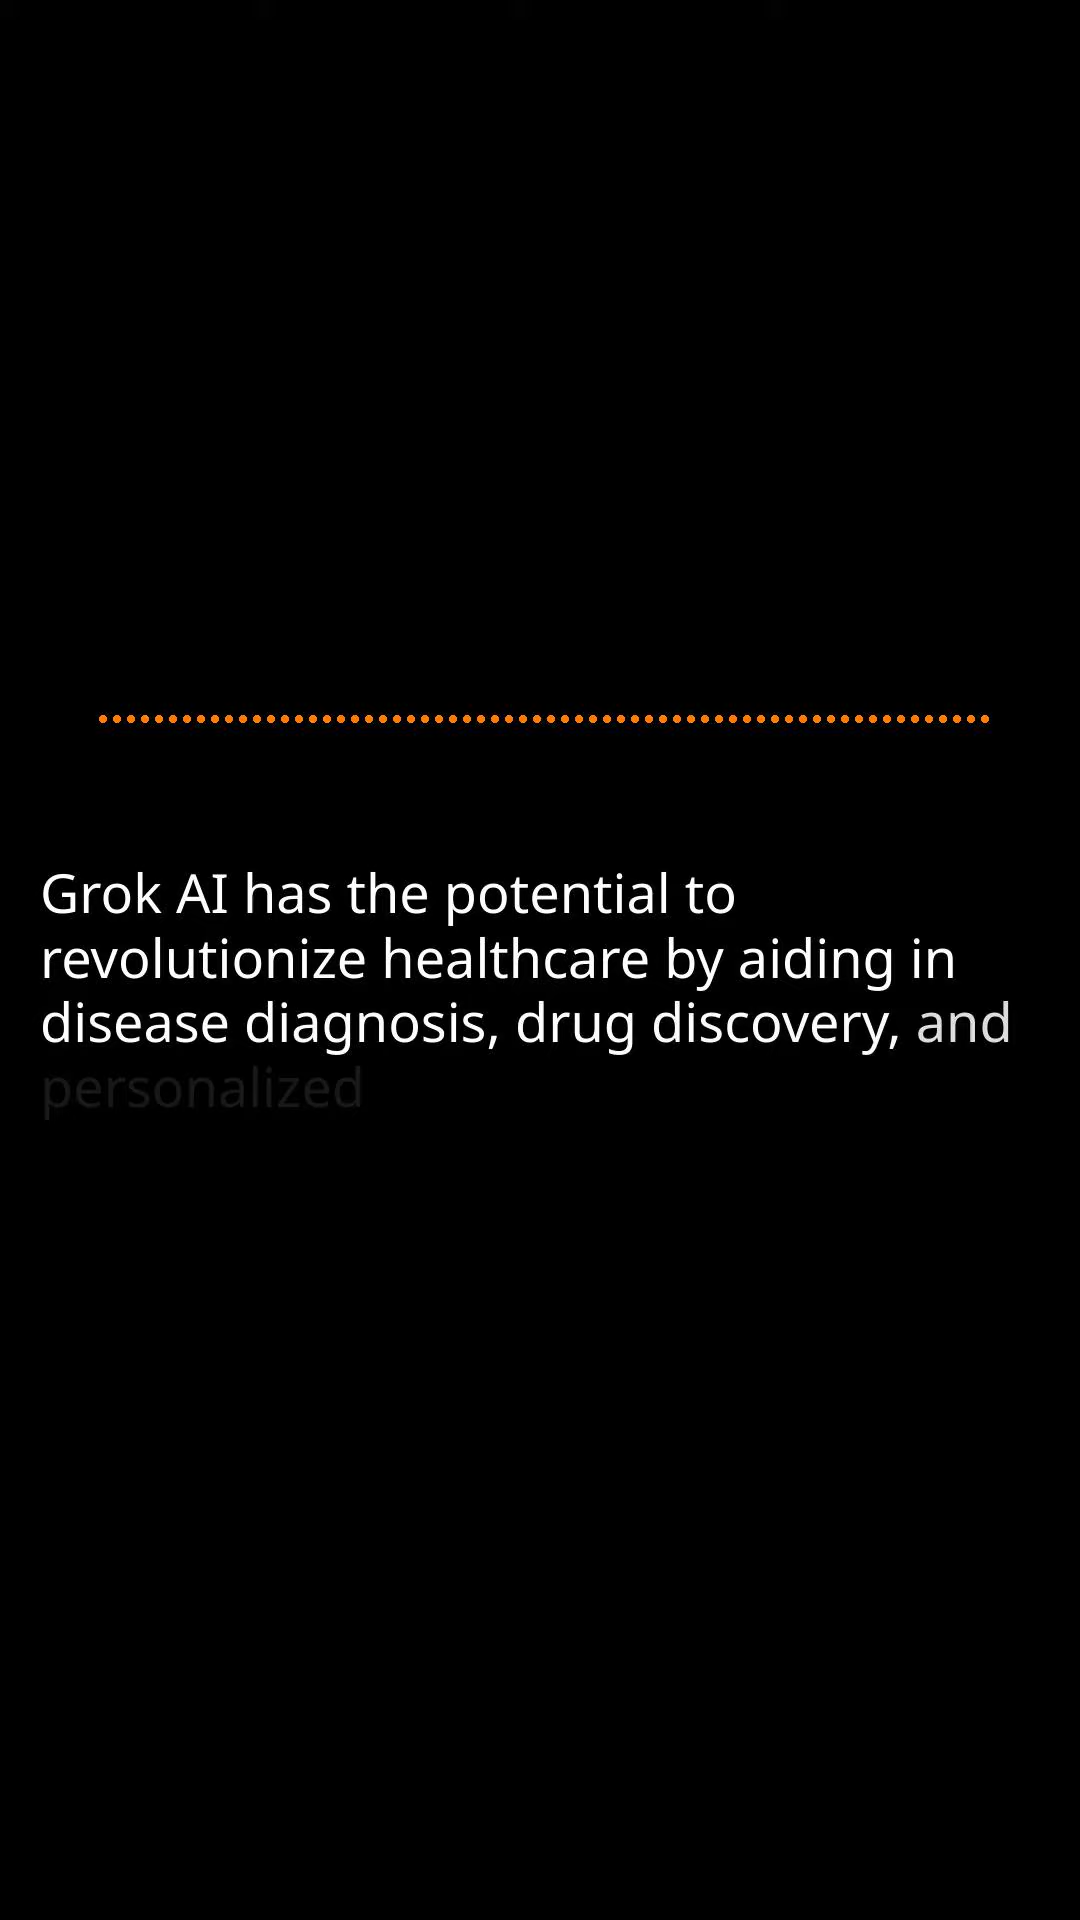 Grok AI has the potential to
revolutionize healthcare by aiding in
disease diagnosis, drug discovery, and
personalized